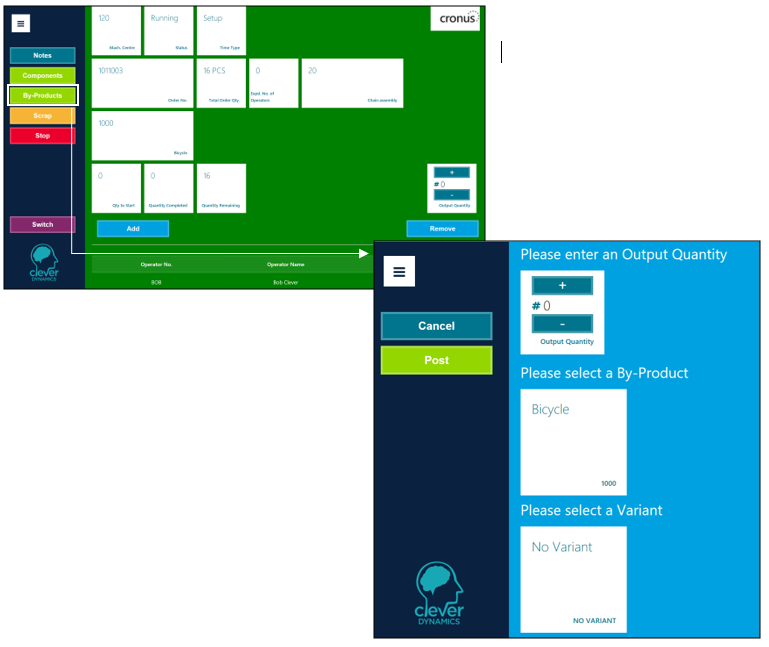 120
Running
Setup
cronus
Mach. Centre
Status
Time Type
Notes
Components
By-Products
Scrap
Stop
1011003
16 PCS
0
20
Order No.
Total Order Qty.
Expd. No. of
Operators
Chain assembly
1000
Bicycle
0
0
16
+
# 0
-
Qty to Start
Quantity Completed
Quantity Remaining
Output Quantity
Switch
Add
Remove
clever
DYNAMICS
Operator No.
Operator Name
BOB
Bob Clever
Please enter an Output Quantity
+
# 0
-
Output Quantity
Cancel
Post
Please select a By-Product
Bicycle
1000
Please select a Variant
No Variant
NO VARIANT
clever
DYNAMICS